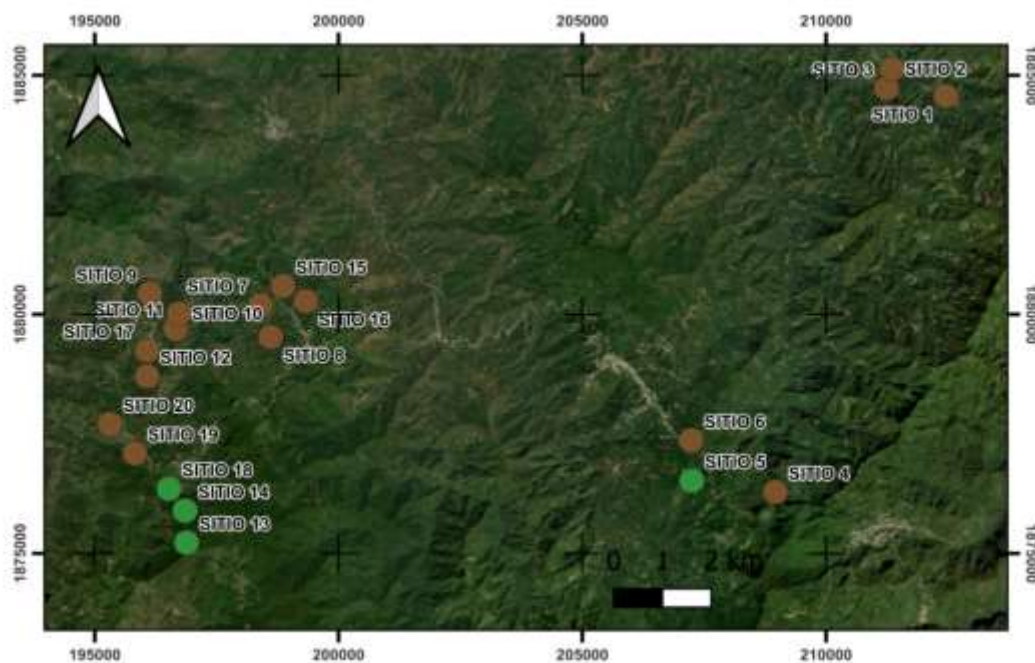 195000 200000 205000 210000
1885000 1885000
SITIO 3 SITIO 2
SITIO 1
SITIO 9 SITIO 7 SITIO 15
SITIO 11 SITIO 10 SITIO 16
1880000 1880000
SITIO 17
SITIO 12 SITIO 8
SITIO 20
SITIO 19 SITIO 6
SITIO 18 SITIO 5
SITIO 14 SITIO 4
SITIO 13
1875000 1875000
0 1 2 km
195000 200000 205000 210000